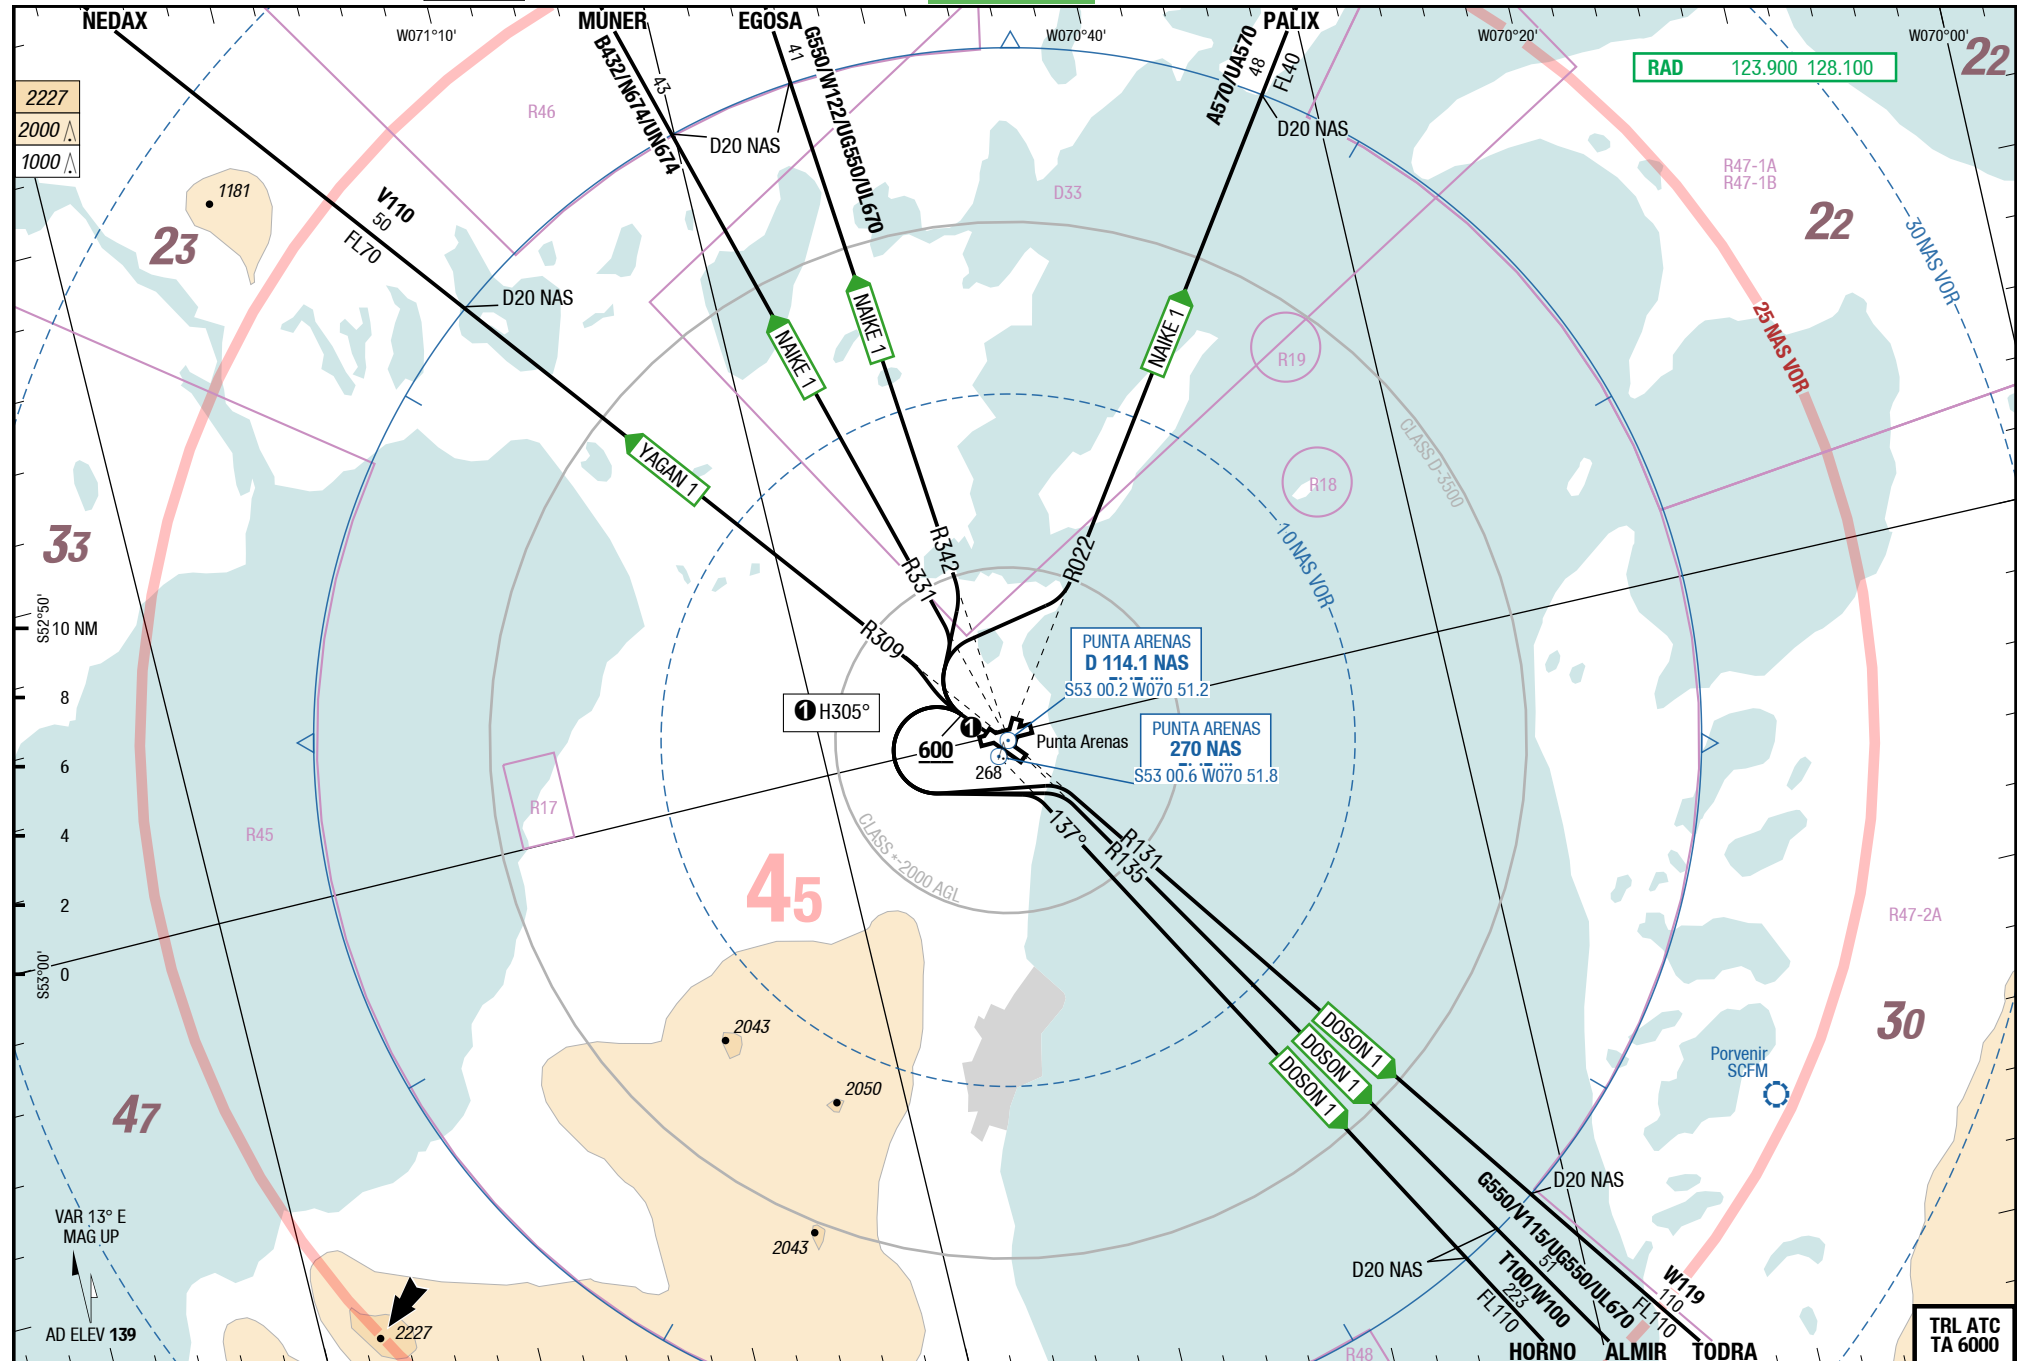 NEDAX
MUNER
EGOSA
PALIX
W071°10'
W070°40'
W070°20'
W070°00'
22
RAD 123.900 128.100
2227
2000
1000
B432/N674/UN674
43
41
G550/W122/UG550/UL670
A570/UA570
48
FL40
R46
D20 NAS
D20 NAS
D33
R47-1A
R47-1B
22
30 NAS VOR
1181
23
V110
50
FL70
D20 NAS
NAIKE 1
NAIKE 1
NAIKE 1
R19
25 NAS VOR
YAGAN 1
CLASS D-3500
R18
33
R342
R331
R022
10 NAS VOR
S52°50'
10 NM
R309
PUNTA ARENAS
D 114.1 NAS
S53 00.2 W070 51.2
8
1 H305°
1
600
Punta Arenas
PUNTA ARENAS
270 NAS
S53 00.6 W070 51.8
268
6
R17
R45
4
137°
R131
R135
CLASS *-2000 AGL
45
2
R47-2A
S53°00'
0
2043
DOSON 1
DOSON 1
DOSON 1
30
Porvenir
SCFM
2050
47
D20 NAS
VAR 13° E
MAG UP
2043
D20 NAS
G550/V115/UG550/UL670
51
T100/W100
223
FL110
W119
110
FL110
AD ELEV 139
2227
R48
HORNO
ALMIR
TODRA
TRL ATC
TA 6000